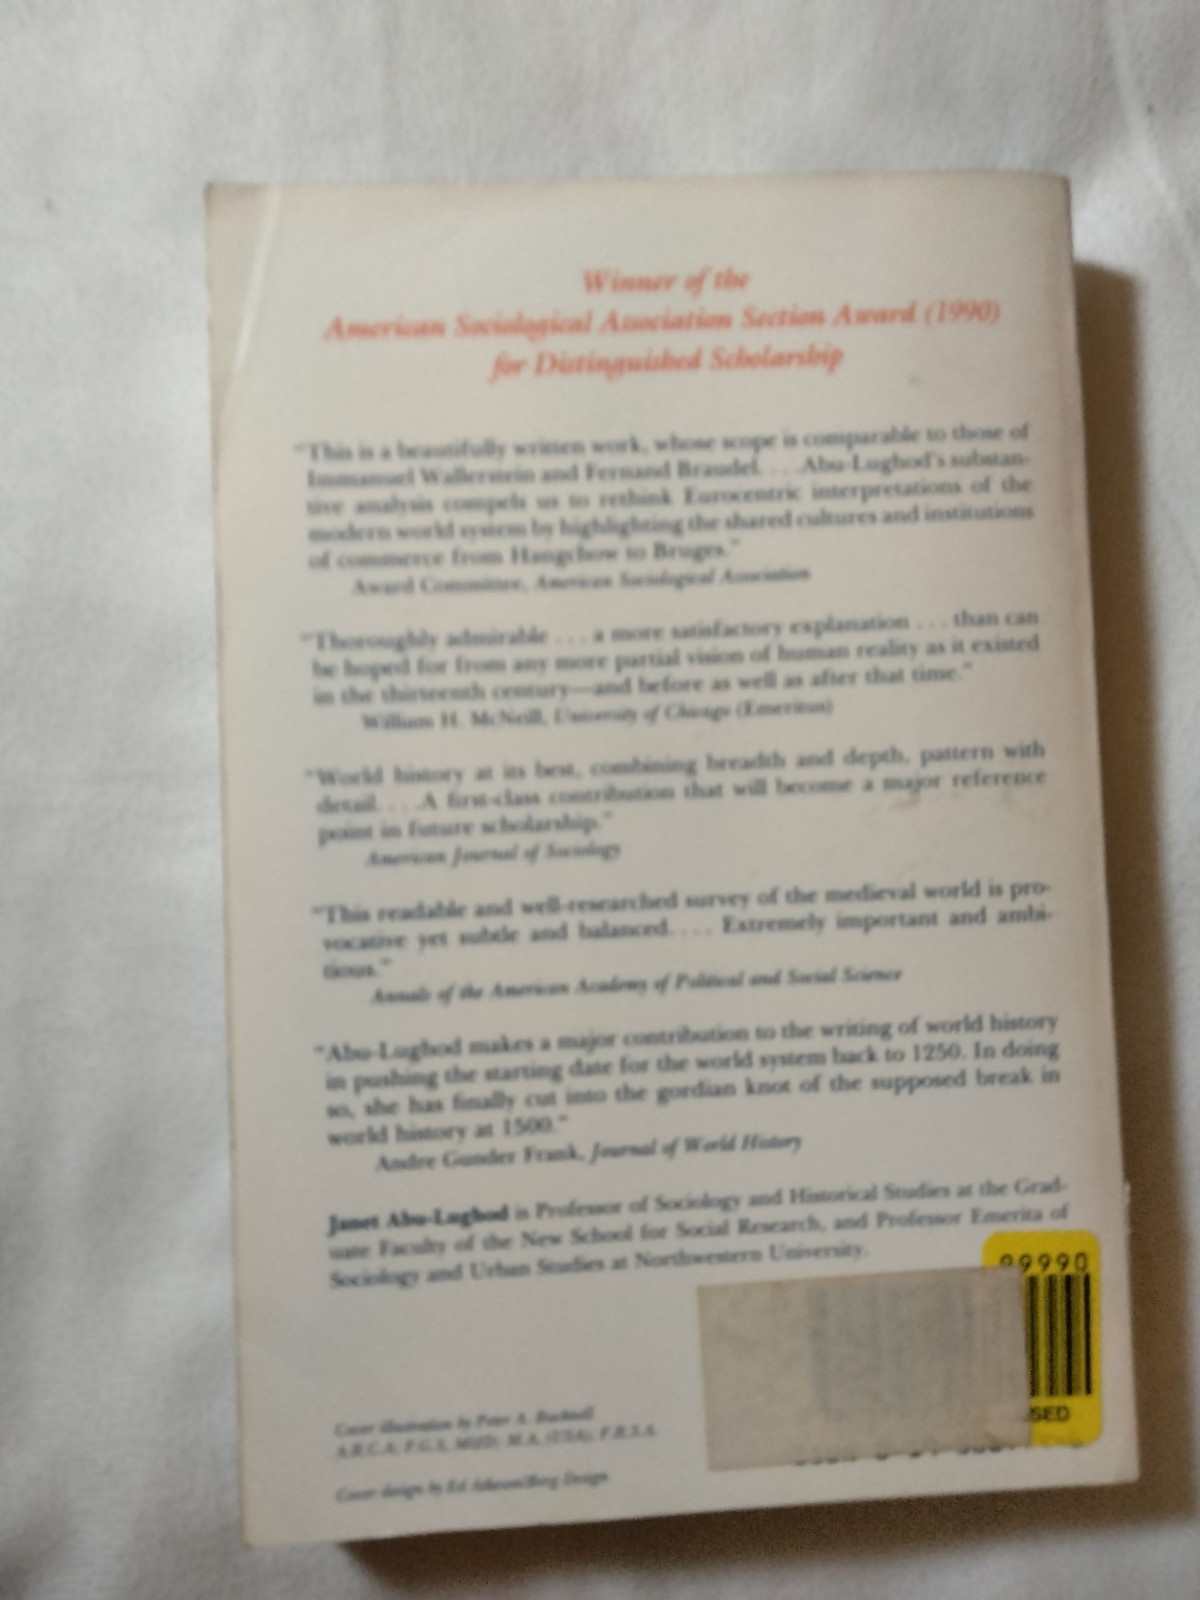 Winner of the
American Sociological Association Section Award (1990)
for Distinguished Scholarship
"This is a beautifully written work, whose scope is comparable to those of
Immanuel Wallerstein and Fernand Braudel. . . .Abu-Lughod's substan-
tive analysis compels us to rethink Eurocentric interpretations of the
modern world system by highlighting the shared cultures and institutions
of commerce from Hangchow to Bruges."
Award Committee, American Sociological Association
"Thoroughly admirable . . . a more satisfactory explanation . . . than can
be hoped for from any more partial vision of human reality as it existed
in the thirteenth century—and before as well as after that time."
William H. McNeill, University of Chicago (Emeritus)
"World history at its best, combining breadth and depth, pattern with
detail. . . .A first-class contribution that will become a major reference
point in future scholarship."
American Journal of Sociology
"This readable and well-researched survey of the medieval world is pro-
vocative yet subtle and balanced. . . . Extremely important and ambi-
tious."
Annals of the American Academy of Political and Social Science
"Abu-Lughod makes a major contribution to the writing of world history
in pushing the starting date for the world system back to 1250. In doing
so, she has finally cut into the gordian knot of the supposed break in
world history at 1500."
Andre Gunder Frank, Journal of World History
Janet Abu-Lughod is Professor of Sociology and Historical Studies at the Grad-
uate Faculty of the New School for Social Research, and Professor Emerita of
Sociology and Urban Studies at Northwestern University.
99990
SED
Cover illustration by Peter A. Bucknell
A.R.C.A; F.G.S; M.A. (USA); F.R.S.A.
Cover design by Ed Design